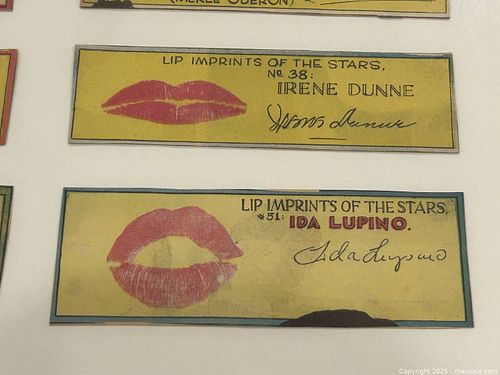 (MERLE OBERON)
LIP IMPRINTS OF THE STARS,
No 38:
IRENE DUNNE
Irene Dunne
LIP IMPRINTS OF THE STARS,
#51: IDA LUPINO.
Ida Lupino
Copyright 2025 - maxsold.com